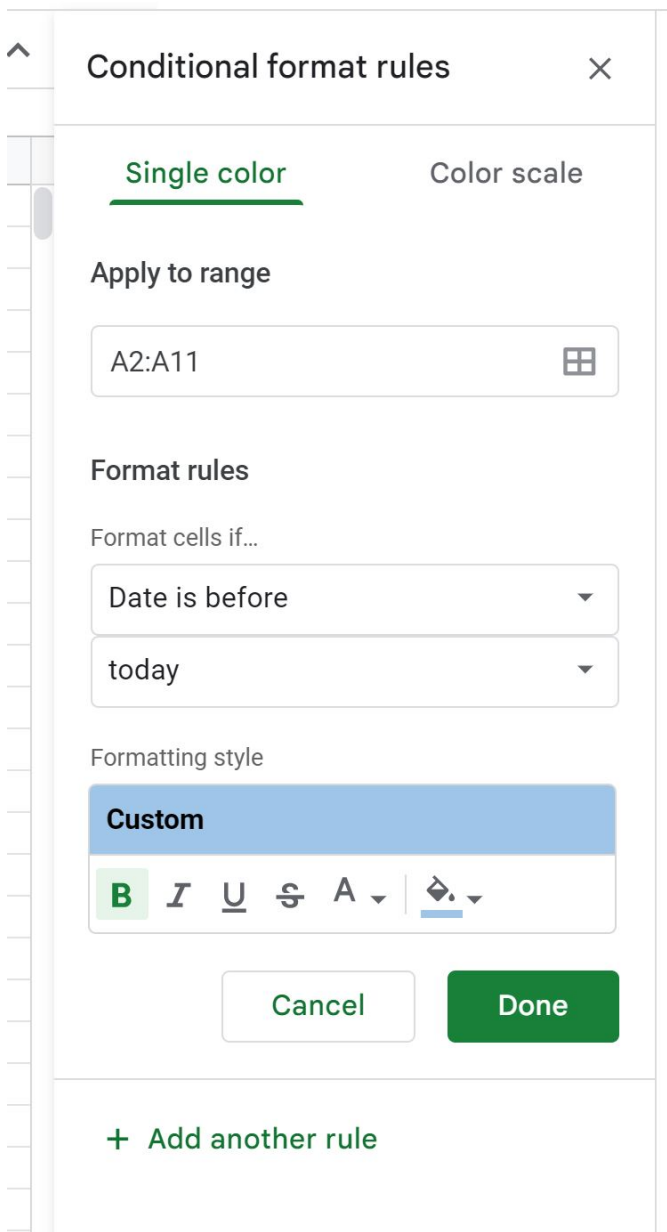 Conditional format rules
Single color
Color scale
Apply to range
A2:A11
Format rules
Format cells if…
Date is before
today
Formatting style
Custom
B I U S A
Cancel
Done
+ Add another rule